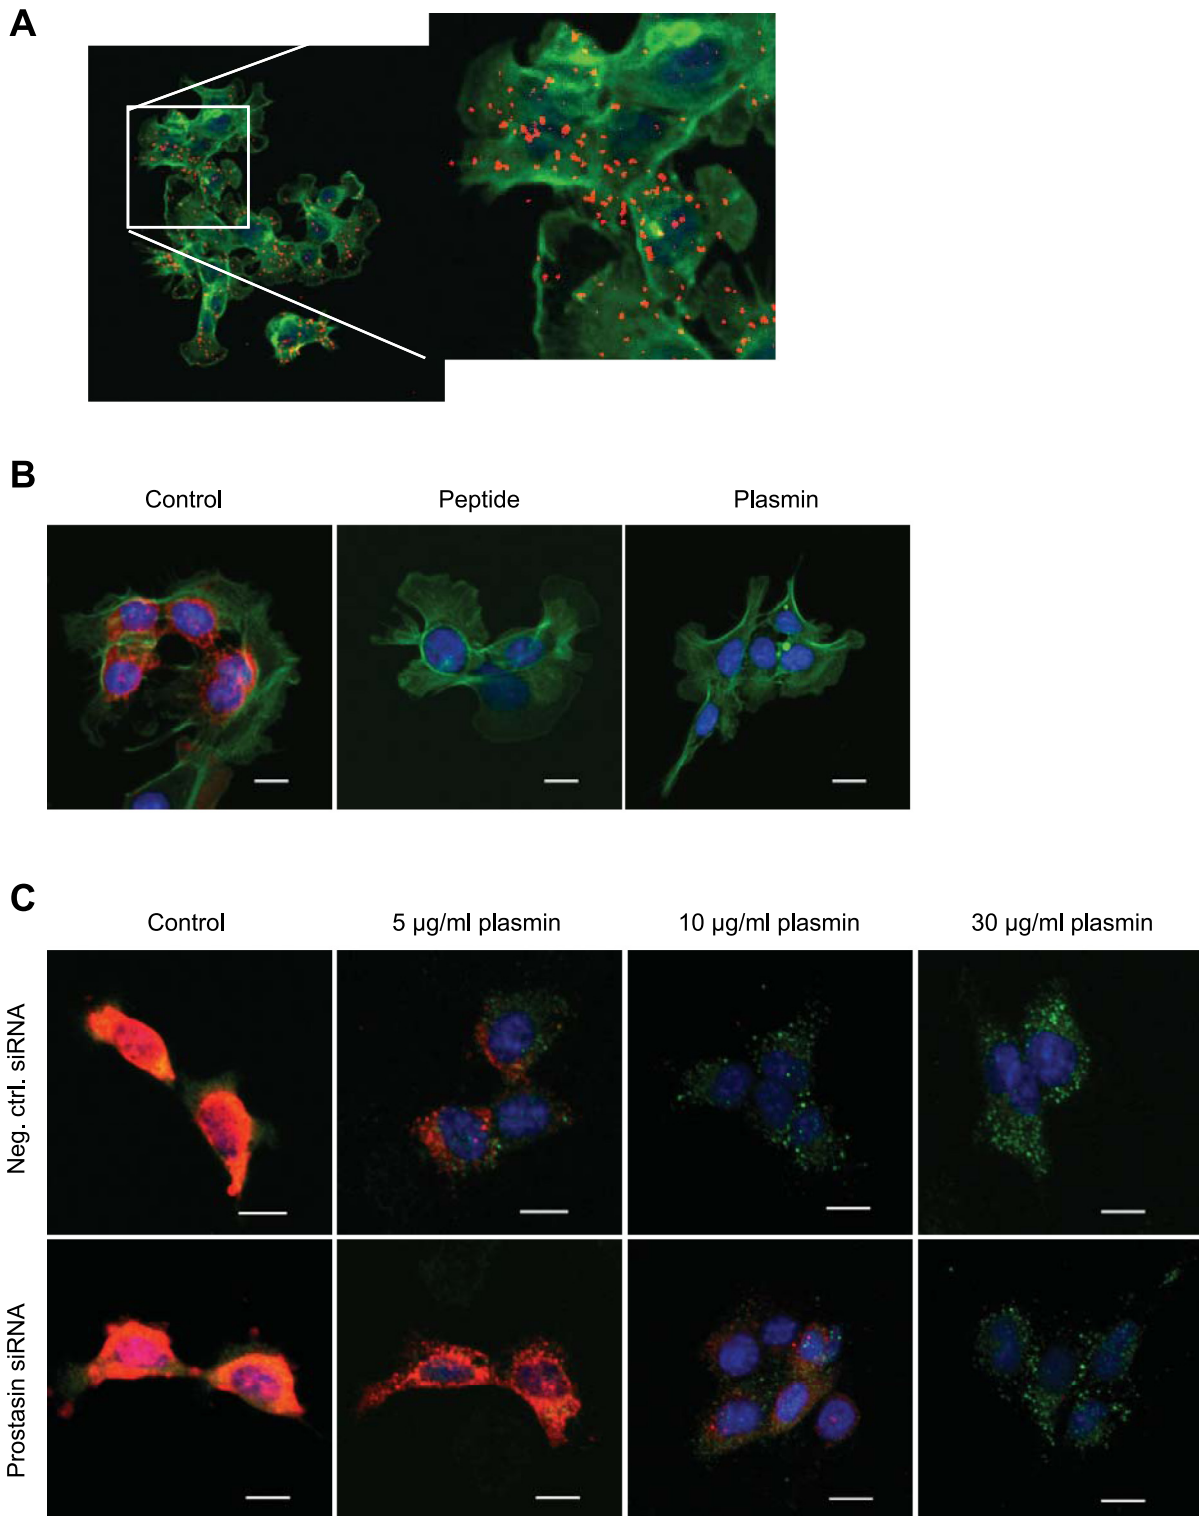 A
B
Control Peptide Plasmin
C
Control 5 µg/ml plasmin 10 µg/ml plasmin 30 µg/ml plasmin
Neg. ctrl. siRNA
Prostasin siRNA